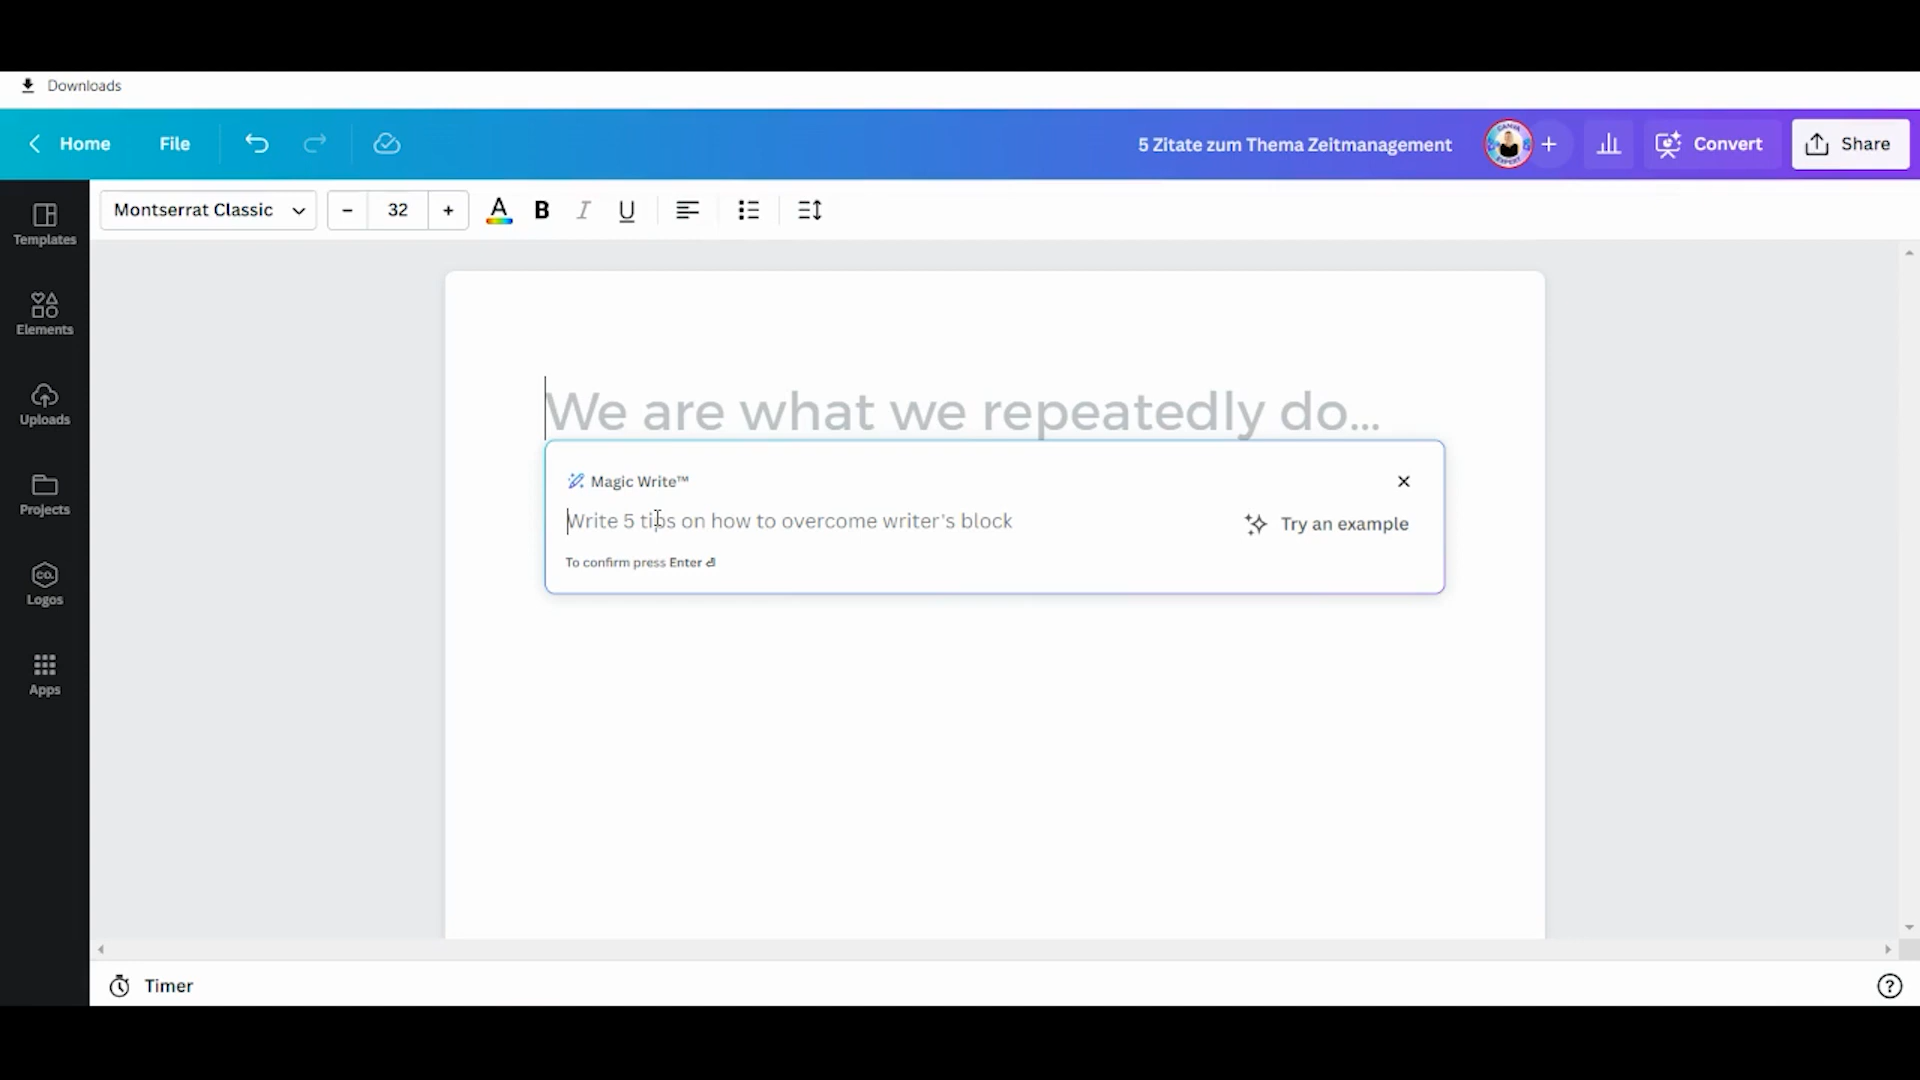 Downloads
Home File 5 Zitate zum Thema Zeitmanagement + Convert Share
Montserrat Classic - 32 + A B I U
Templates
Elements
Uploads
Projects
CO.
Logos
Apps
We are what we repeatedly do...
Magic Write™
Write 5 tips on how to overcome writer's block
Try an example
To confirm press Enter
Timer
?